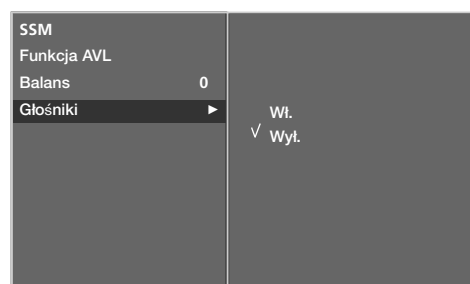 SSM
Funkcja AVL
Balans 0
Głośniki ►
Wł.
√ Wył.